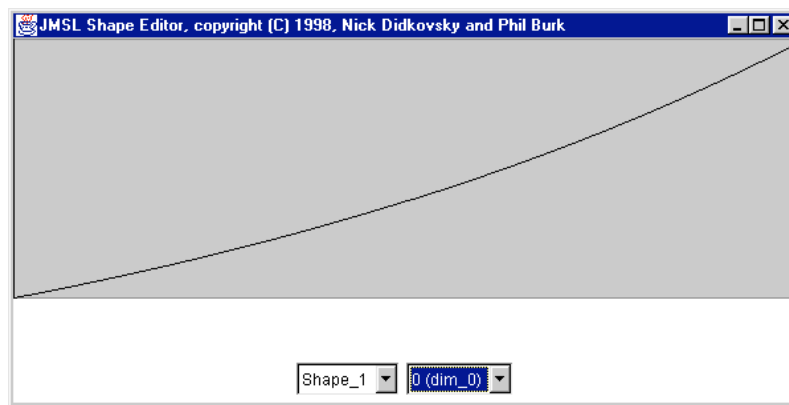 JMSL Shape Editor, copyright (C) 1998, Nick Didkovsky and Phil Burk
Shape_1 0 (dim_0)